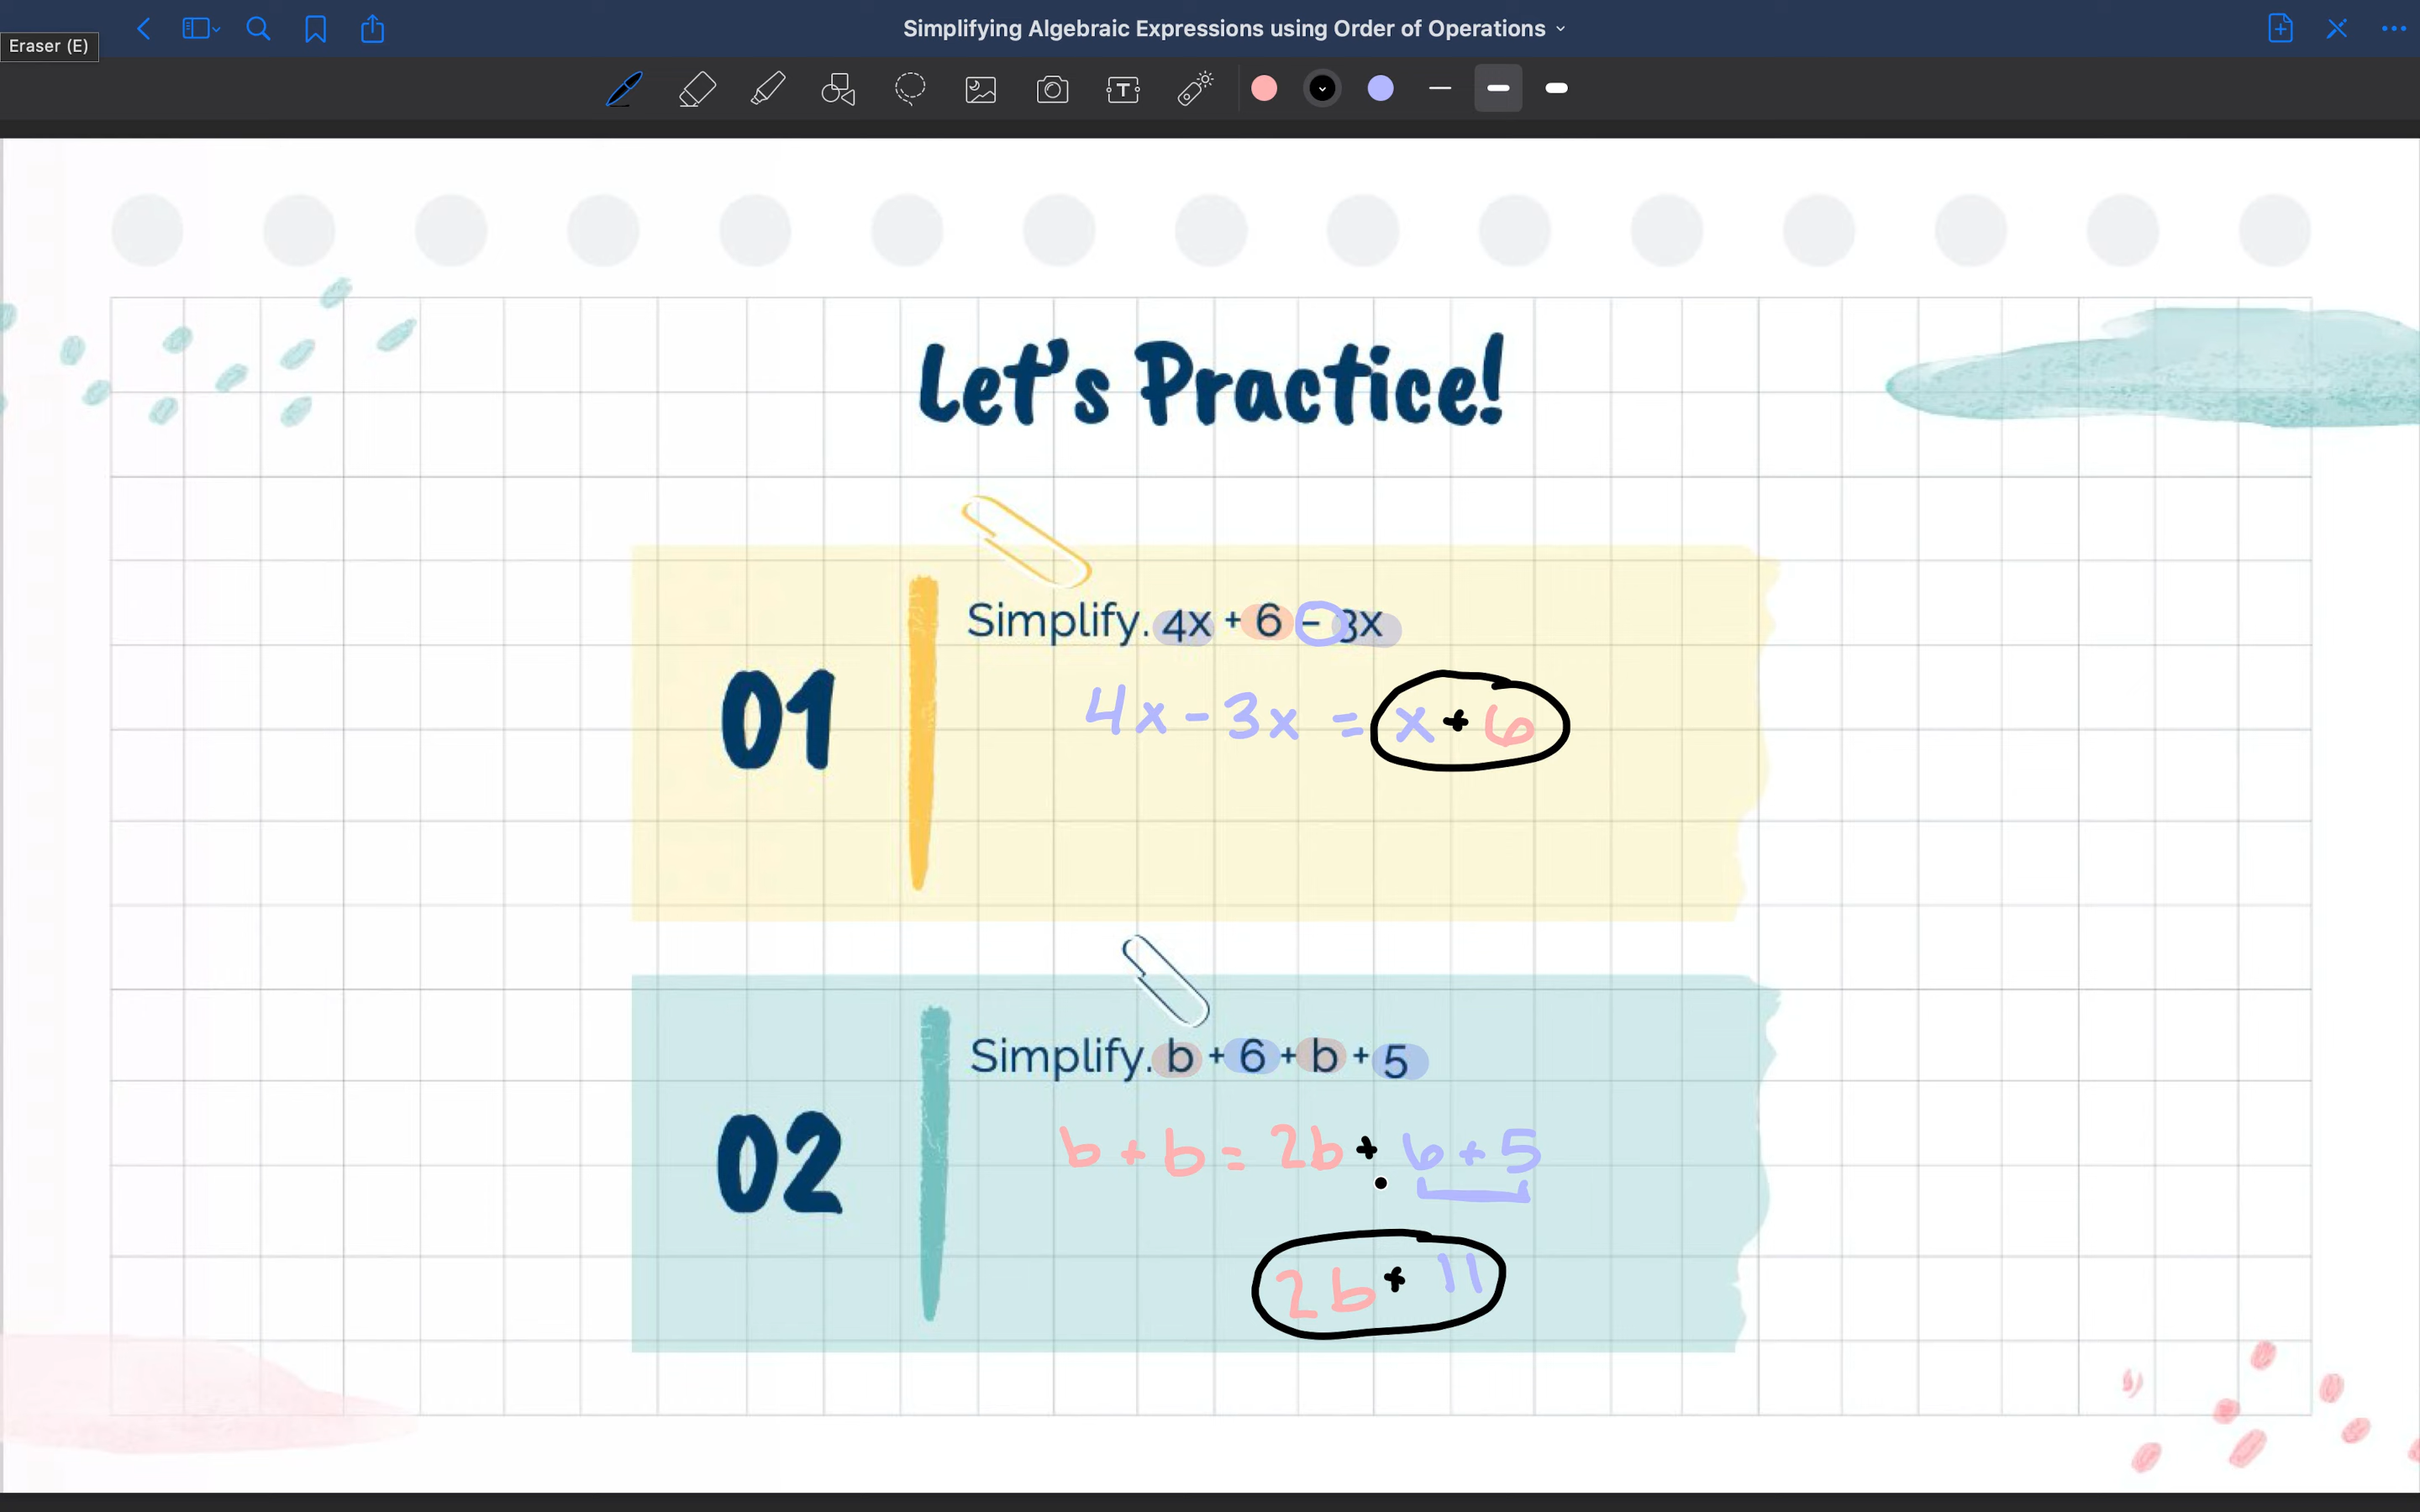 Simplifying Algebraic Expressions using Order of Operations
Eraser (E)
T
Let's Practice!
01
Simplify. 4x + 6 - 3x
4x - 3x = x + 6
02
Simplify. b + 6 + b + 5
b + b = 2b + 6 + 5
2b + 11